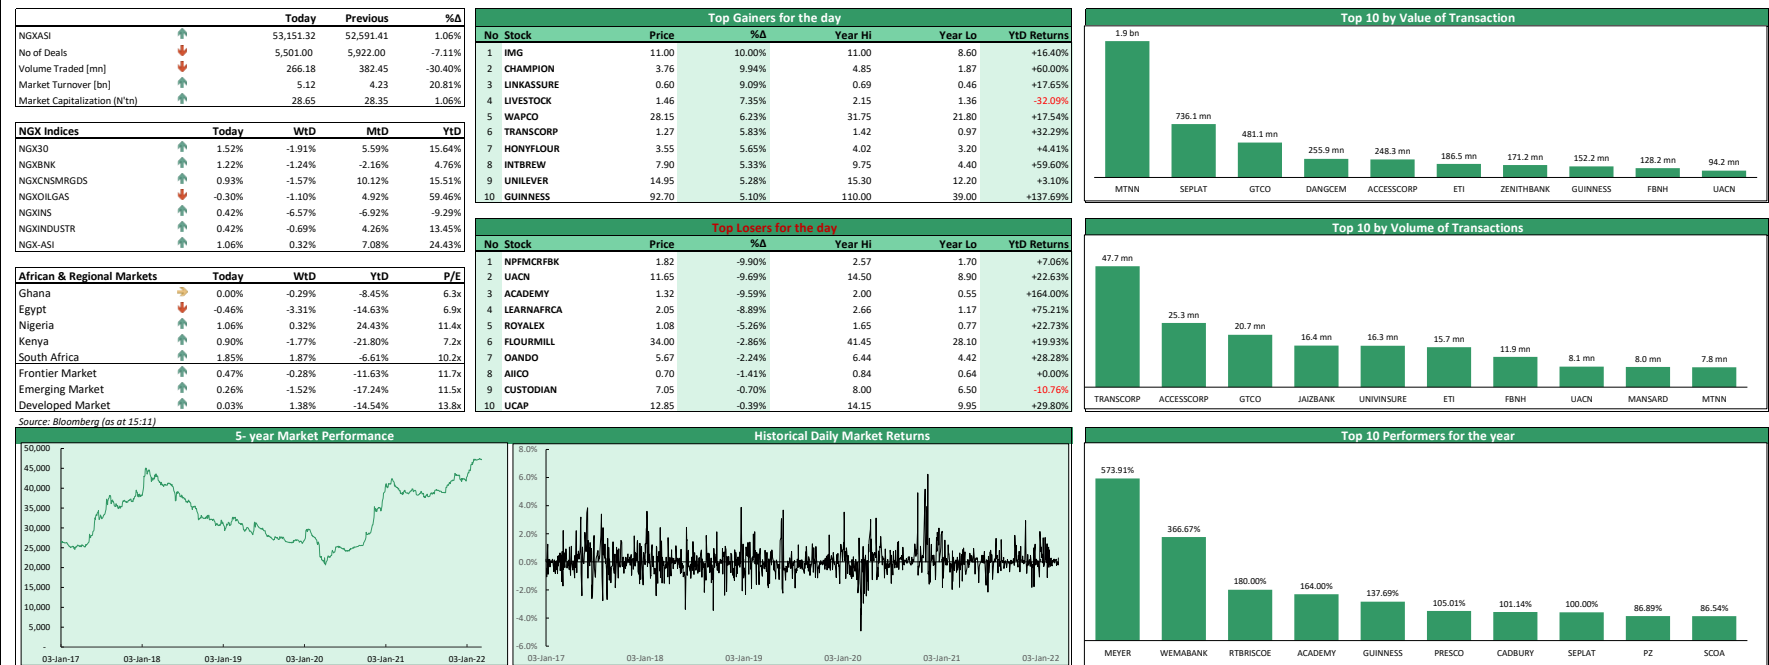 Today Previous %Δ
NGXASI 53,151.32 52,591.41 1.06%
No of Deals 5,501.00 5,922.00 -7.11%
Volume Traded [mn] 266.18 382.45 -30.40%
Market Turnover [bn] 5.12 4.23 20.81%
Market Capitalization (N'tn) 28.65 28.35 1.06%
NGX Indices Today WtD MtD YtD
NGX30 1.52% -1.91% 5.59% 15.64%
NGXBNK 1.22% -1.24% -2.16% 4.76%
NGXCNSMRGDS 0.93% -1.57% 10.12% 15.51%
NGXOILGAS -0.30% -1.10% 4.92% 59.46%
NGXINS 0.42% -6.57% -6.92% -9.29%
NGXINDUSTR 0.42% -0.69% 4.26% 13.45%
NGX-ASI 1.06% 0.32% 7.08% 24.43%
African & Regional Markets Today WtD YtD P/E
Ghana 0.00% -0.29% -8.45% 6.3x
Egypt -0.46% -3.31% -14.63% 6.9x
Nigeria 1.06% 0.32% 24.43% 11.4x
Kenya 0.90% -1.77% -21.80% 7.2x
South Africa 1.85% 1.87% -6.61% 10.2x
Frontier Market 0.47% -0.28% -11.63% 11.7x
Emerging Market 0.26% -1.52% -17.24% 11.5x
Developed Market 0.03% 1.38% -14.54% 13.8x
Source: Bloomberg (as at 15:11)
Top Gainers for the day
No Stock Price %Δ Year Hi Year Lo YtD Returns
1 IMG 11.00 10.00% 11.00 8.60 +16.40%
2 CHAMPION 3.76 9.94% 4.85 1.87 +60.00%
3 LINKASSURE 0.60 9.09% 0.69 0.46 +17.65%
4 LIVESTOCK 1.46 7.35% 2.15 1.36 -32.09%
5 WAPCO 28.15 6.23% 31.75 21.80 +17.54%
6 TRANSCORP 1.27 5.83% 1.42 0.97 +32.29%
7 HONYFLOUR 3.55 5.65% 4.02 3.20 +4.41%
8 INTBREW 7.90 5.33% 9.75 4.40 +59.60%
9 UNILEVER 14.95 5.28% 15.30 12.20 +3.10%
10 GUINNESS 92.70 5.10% 110.00 39.00 +137.69%
Top Losers for the day
No Stock Price %Δ Year Hi Year Lo YtD Returns
1 NPFMCRFBK 1.82 -9.90% 2.57 1.70 +7.06%
2 UACN 11.65 -9.69% 14.50 8.90 +22.63%
3 ACADEMY 1.32 -9.59% 2.00 0.55 +164.00%
4 LEARNAFRCA 2.05 -8.89% 2.66 1.17 +75.21%
5 ROYALEX 1.08 -5.26% 1.65 0.77 +22.73%
6 FLOURMILL 34.00 -2.86% 41.45 28.10 +19.93%
7 OANDO 5.67 -2.24% 6.44 4.42 +28.28%
8 AIICO 0.70 -1.41% 0.84 0.64 +0.00%
9 CUSTODIAN 7.05 -0.70% 8.00 6.50 -10.76%
10 UCAP 12.85 -0.39% 14.15 9.95 +29.80%
Top 10 by Value of Transaction
1.9 bn 736.1 mn 481.1 mn 255.9 mn 248.3 mn 186.5 mn 171.2 mn 152.2 mn 128.2 mn 94.2 mn
MTNN SEPLAT GTCO DANGCEM ACCESSCORP ETI ZENITHBANK GUINNESS FBNH UACN
Top 10 by Volume of Transactions
47.7 mn 25.3 mn 20.7 mn 16.4 mn 16.3 mn 15.7 mn 11.9 mn 8.1 mn 8.0 mn 7.8 mn
TRANSCORP ACCESSCORP GTCO JAIZBANK UNIVINSURE ETI FBNH UACN MANSARD MTNN
5- year Market Performance
50,000
45,000
40,000
35,000
30,000
25,000
20,000
15,000
10,000
5,000
-
03-Jan-17 03-Jan-18 03-Jan-19 03-Jan-20 03-Jan-21 03-Jan-22
Historical Daily Market Returns
8.0%
6.0%
4.0%
2.0%
0.0%
-2.0%
-4.0%
-6.0%
03-Jan-17 03-Jan-18 03-Jan-19 03-Jan-20 03-Jan-21 03-Jan-22
Top 10 Performers for the year
573.91% 366.67% 180.00% 164.00% 137.69% 105.01% 101.14% 100.00% 86.89% 86.54%
MEYER WEMABANK RTBRISCOE ACADEMY GUINNESS PRESCO CADBURY SEPLAT PZ SCOA